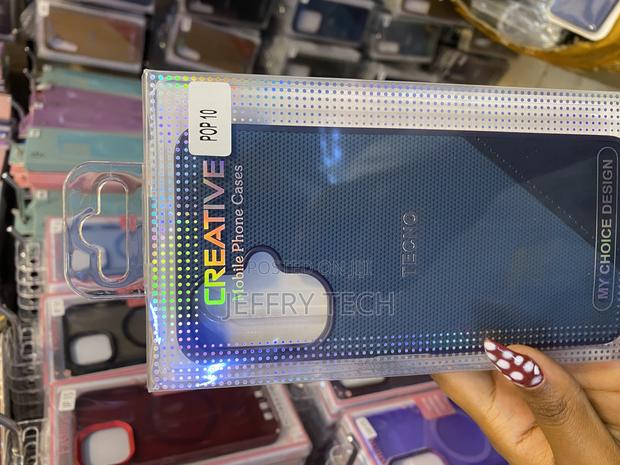 POP 10
CREATIVE
Mobile Phone Cases
TECNO
MY CHOICE DESIGN
JEFFRY TECH